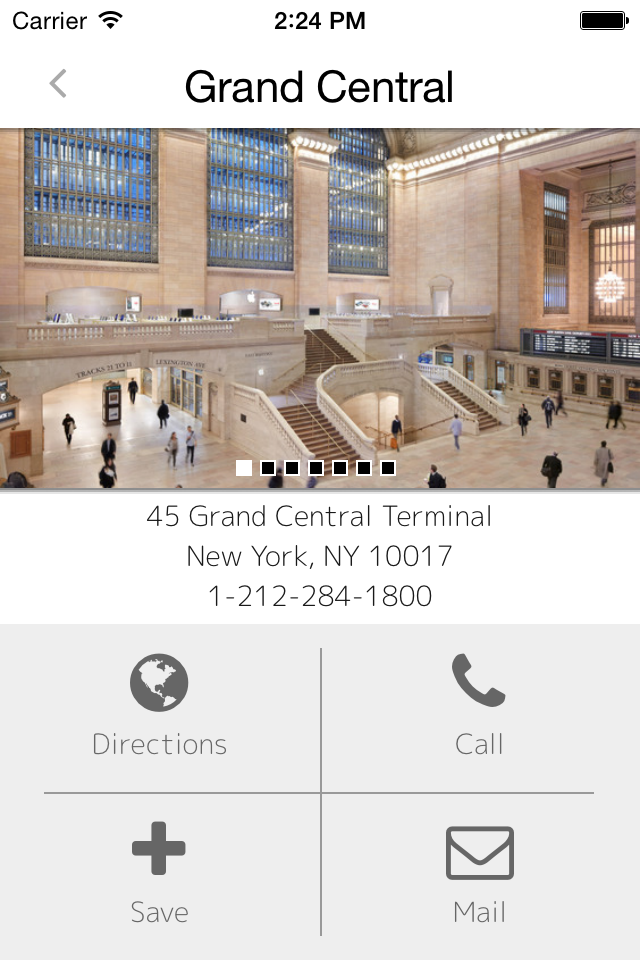 Carrier 2:24 PM
Grand Central
TRACKS 11 TO 11
LEXINGTON AVE
45 Grand Central Terminal
New York, NY 10017
1-212-284-1800
Directions
Call
Save
Mail